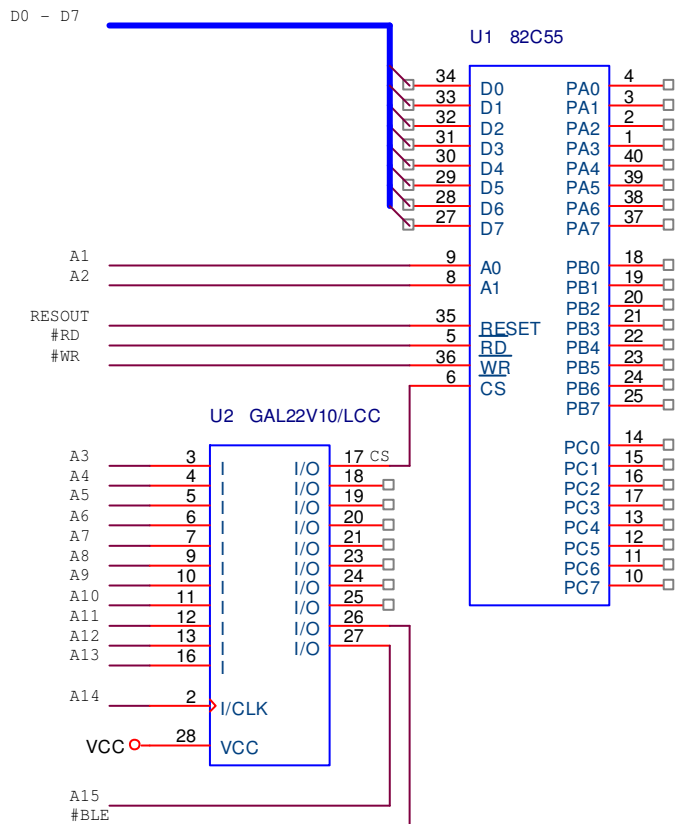 D0 - D7
U1 82C55
34 D0 PA0 4
33 D1 PA1 3
32 D2 PA2 2
31 D3 PA3 1
30 D4 PA4 40
29 D5 PA5 39
28 D6 PA6 38
27 D7 PA7 37
A1 9 A0 PB0 18
A2 8 A1 PB1 19
PB2 20
RESOUT 35 RESET PB3 21
#RD 5 RD PB4 22
#WR 36 WR PB5 23
6 CS PB6 24
PB7 25
U2 GAL22V10/LCC
PC0 14
A3 3 I I/O 17 CS PC1 15
A4 4 I I/O 18 PC2 16
A5 5 I I/O 19 PC3 17
A6 6 I I/O 20 PC4 13
A7 7 I I/O 21 PC5 12
A8 9 I I/O 23 PC6 11
A9 10 I I/O 24 PC7 10
A10 11 I I/O 25
A11 12 I I/O 26
A12 13 I I/O 27
A13 16 I
A14 2 I/CLK
VCC 28 VCC
A15
#BLE